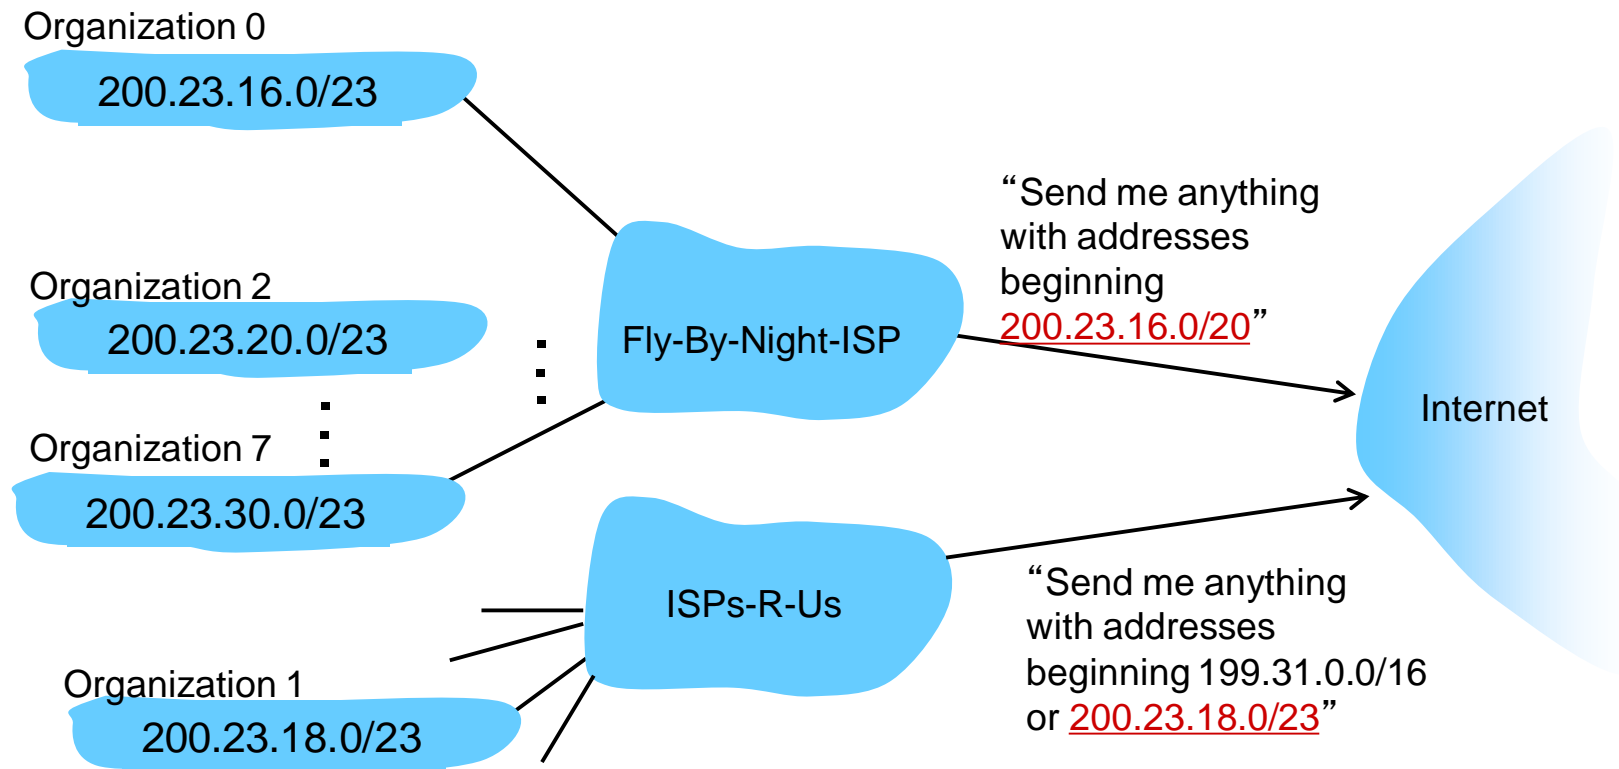 Organization 0
200.23.16.0/23
Organization 2
200.23.20.0/23
Organization 7
200.23.30.0/23
Fly-By-Night-ISP
“Send me anything
with addresses
beginning
200.23.16.0/20”
Internet
ISPs-R-Us
Organization 1
200.23.18.0/23
“Send me anything
with addresses
beginning 199.31.0.0/16
or 200.23.18.0/23”